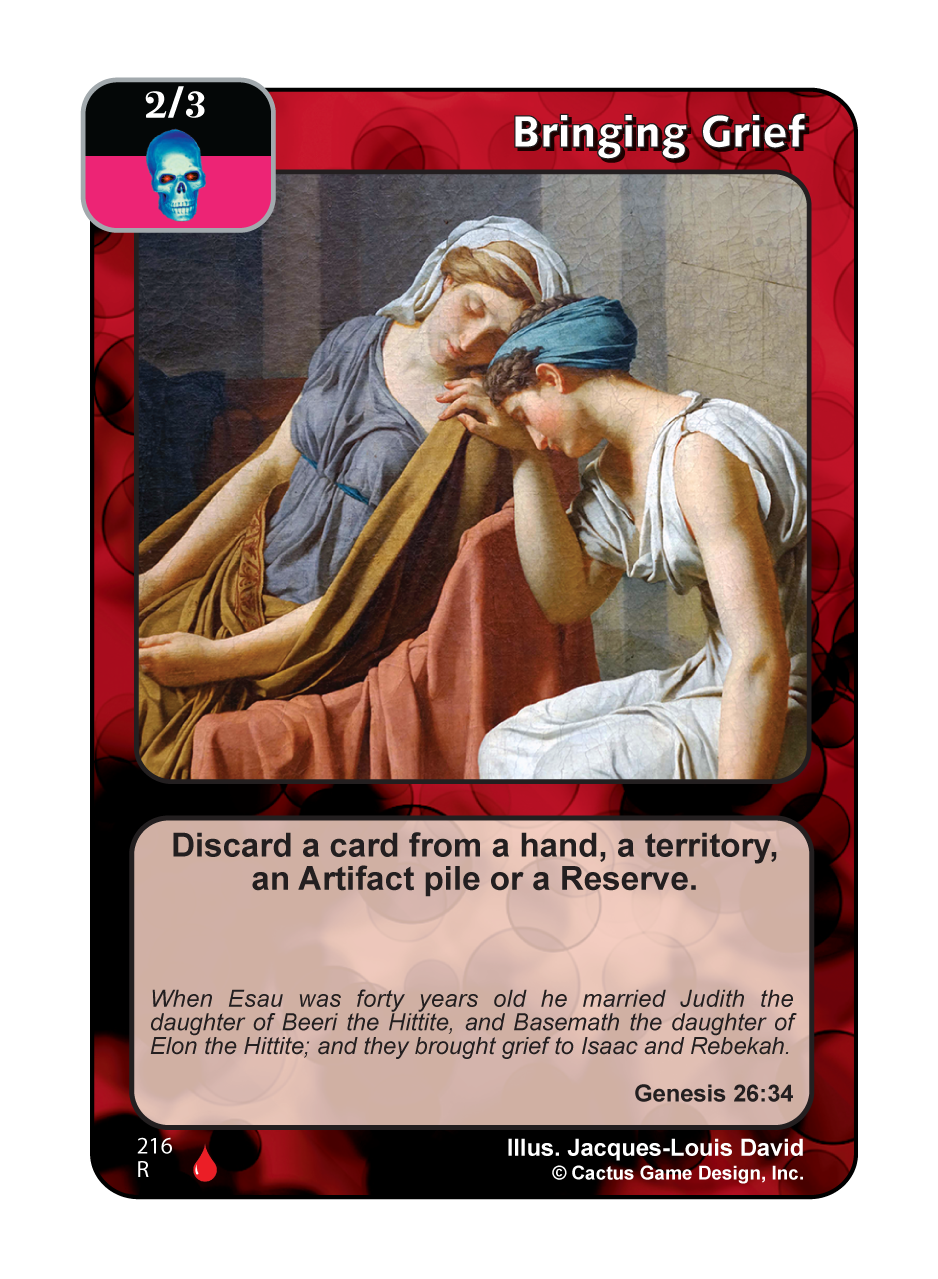 2/3
Bringing Grief
Discard a card from a hand, a territory,
an Artifact pile or a Reserve.
When Esau was forty years old he married Judith the
daughter of Beeri the Hittite, and Basemath the daughter of
Elon the Hittite; and they brought grief to Isaac and Rebekah.
Genesis 26:34
216
R
Illus. Jacques-Louis David
© Cactus Game Design, Inc.